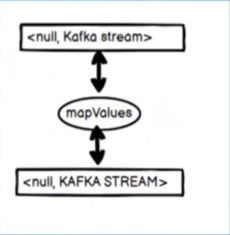 <null, Kafka stream>
mapValues
<null, KAFKA STREAM>